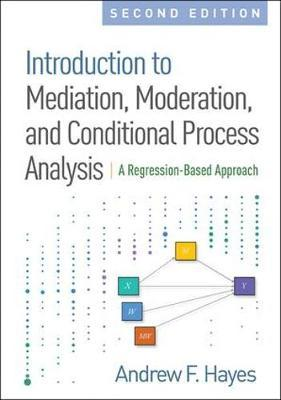 SECOND EDITION
Introduction to
Mediation, Moderation,
and Conditional Process
Analysis | A Regression-Based Approach
M
X
Y
W
MW
Andrew F. Hayes